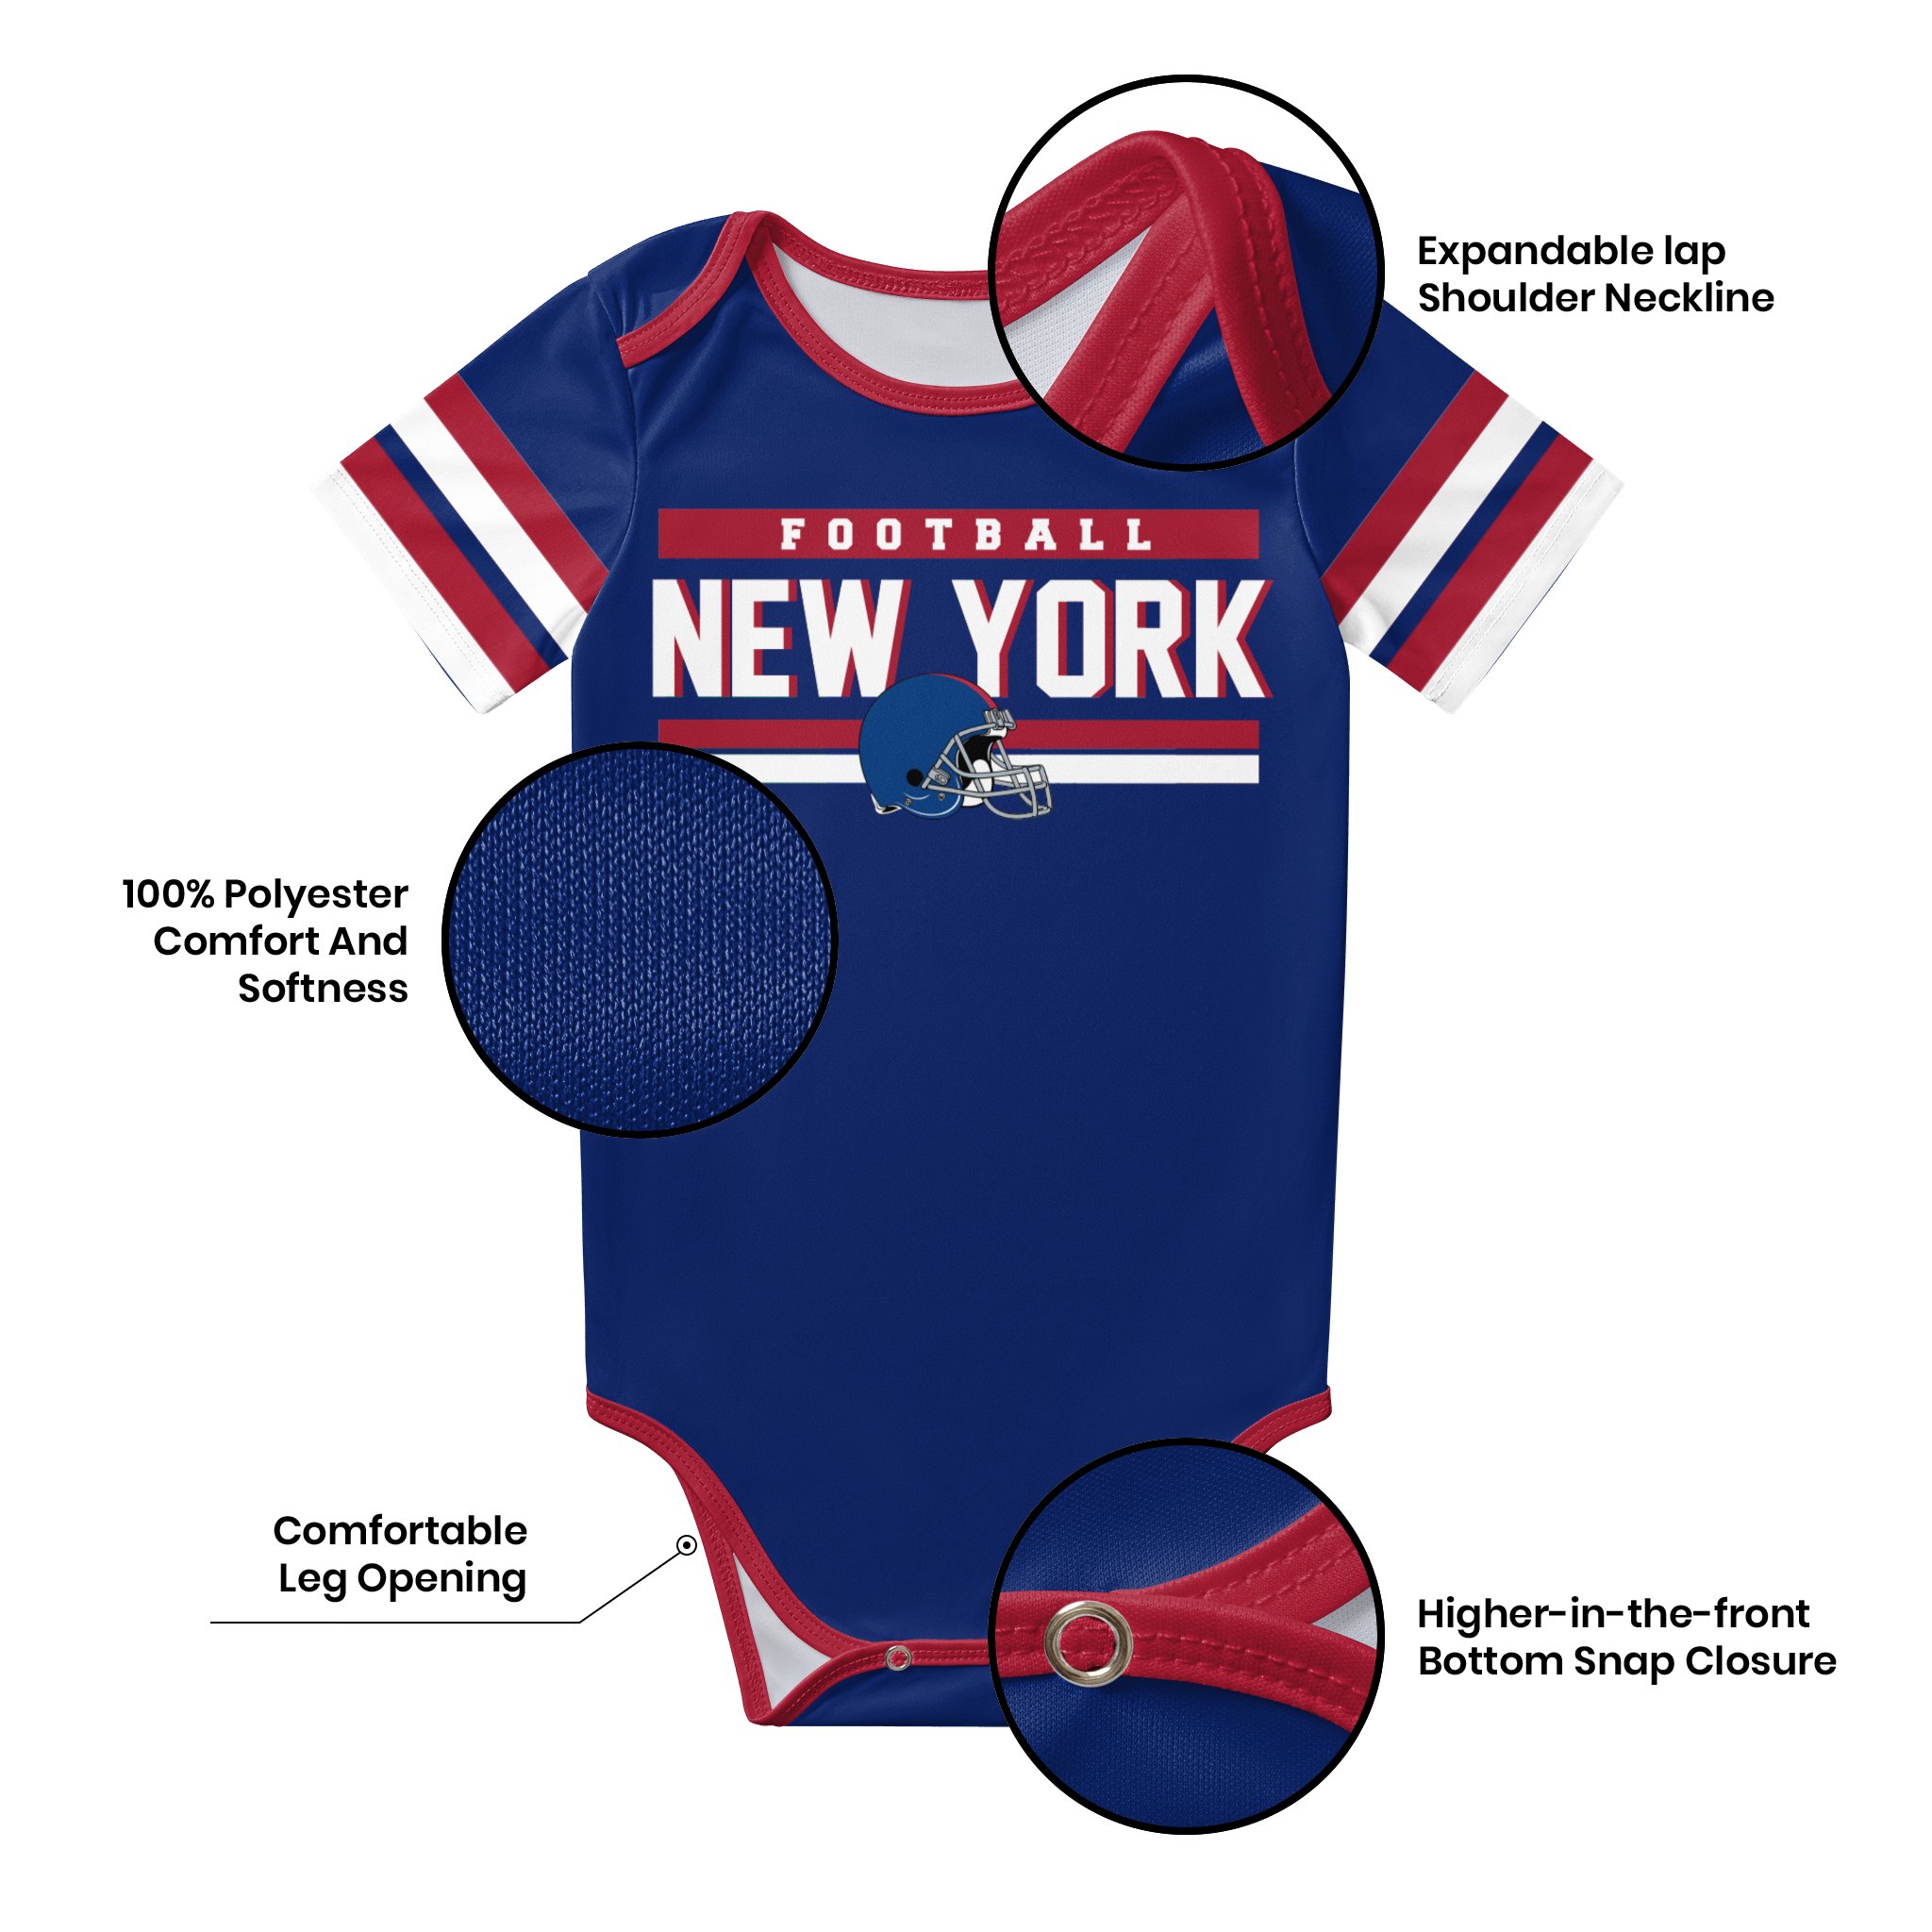 Expandable lap
Shoulder Neckline
FOOTBALL
NEW YORK
100% Polyester
Comfort And
Softness
Comfortable
Leg Opening
Higher-in-the-front
Bottom Snap Closure